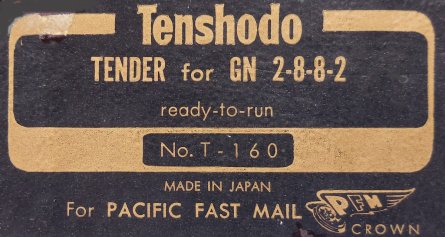 Tenshodo
TENDER for GN 2-8-8-2
ready-to-run
No. T-160
MADE IN JAPAN
For PACIFIC FAST MAIL PFM
CROWN